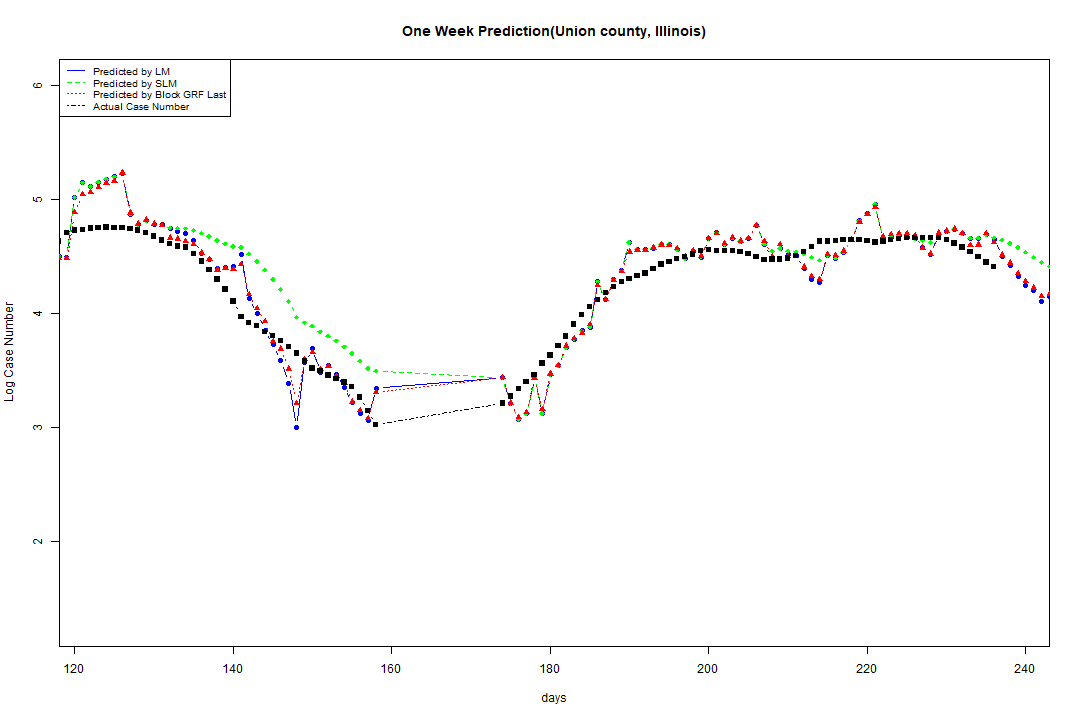 One Week Prediction(Union county, Illinois)
Predicted by LM
Predicted by SLM
Predicted by Block GRF Last
Actual Case Number
6
5
4
3
2
Log Case Number
120 140 160 180 200 220 240
days